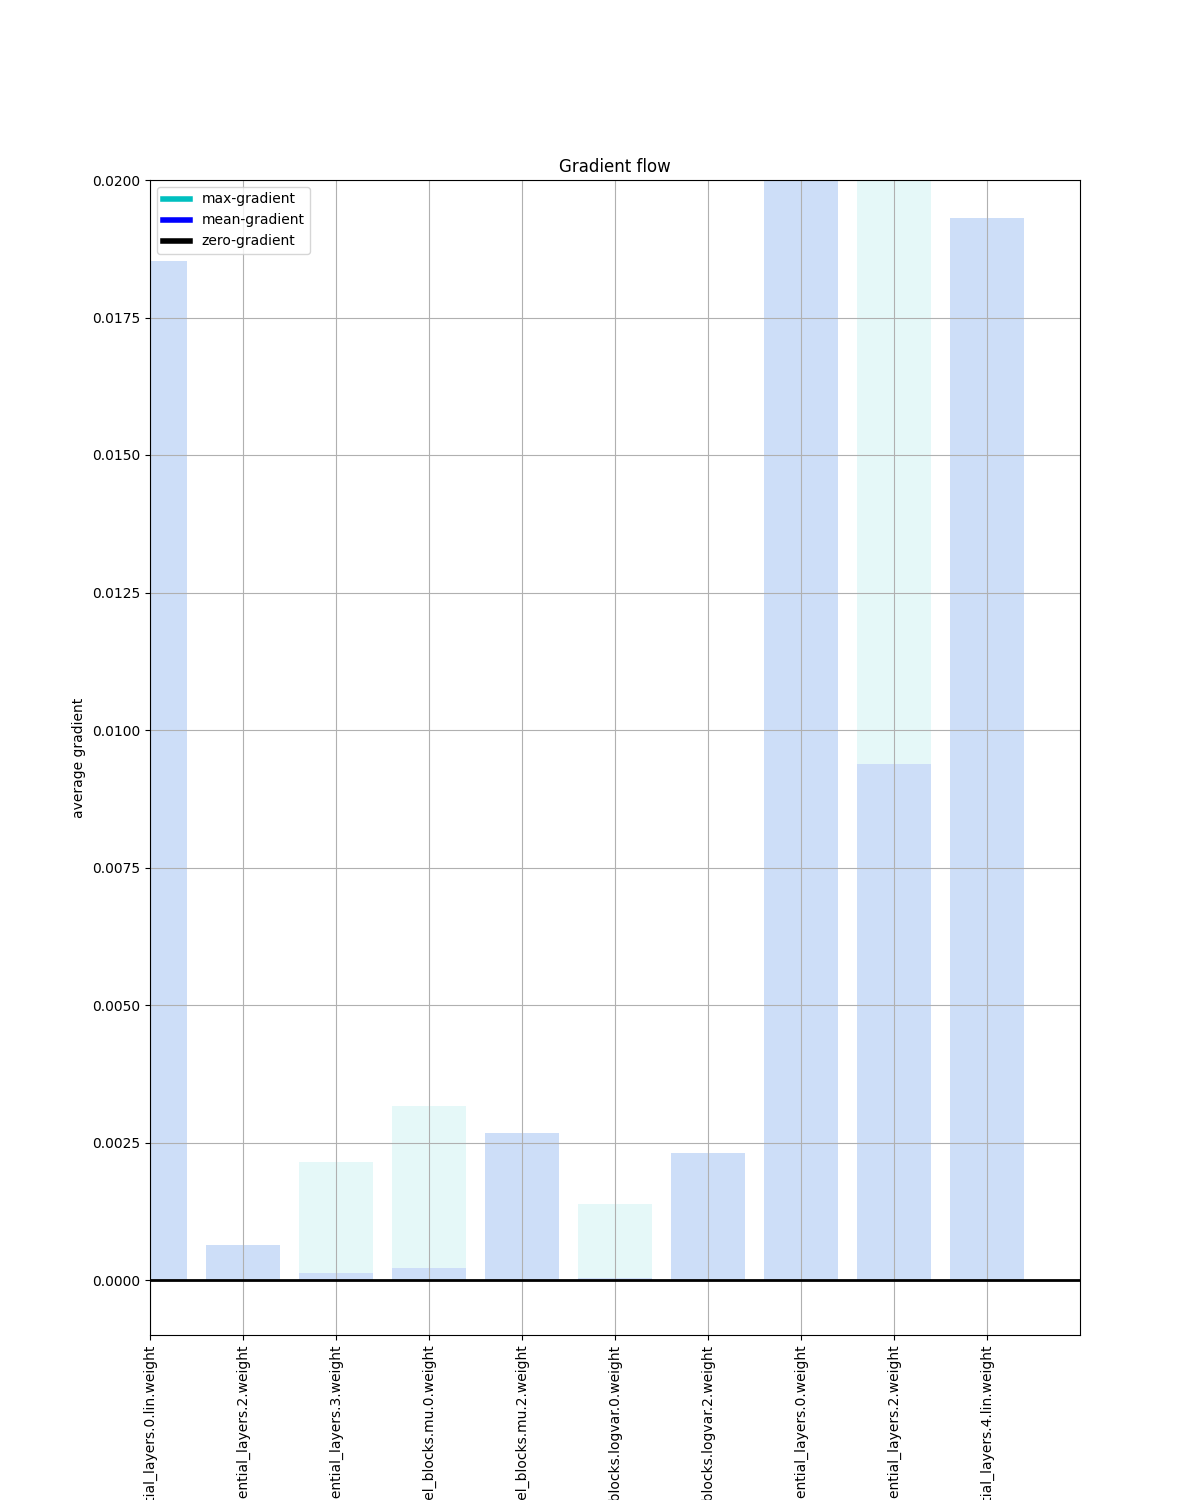 Gradient flow
max-gradient
mean-gradient
zero-gradient
average gradient
0.0200
0.0175
0.0150
0.0125
0.0100
0.0075
0.0050
0.0025
0.0000
tial_layers.0.lin.weight
ential_layers.2.weight
ential_layers.3.weight
el_blocks.mu.0.weight
el_blocks.mu.2.weight
blocks.logvar.0.weight
blocks.logvar.2.weight
ential_layers.0.weight
ential_layers.2.weight
tial_layers.4.lin.weight